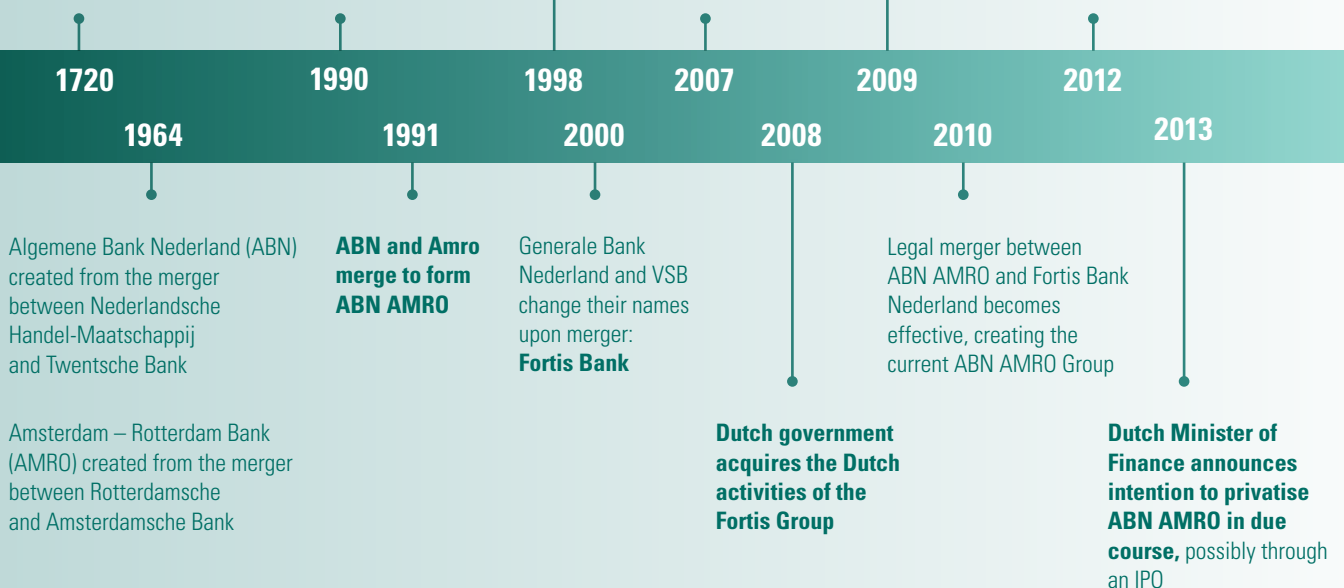 1720
1990
1998
2007
2009
2012
1964
1991
2000
2008
2010
2013
Algemene Bank Nederland (ABN)
created from the merger
between Nederlandsche
Handel-Maatschappij
and Twentsche Bank
Amsterdam – Rotterdam Bank
(AMRO) created from the merger
between Rotterdamsche
and Amsterdamsche Bank
ABN and Amro
merge to form
ABN AMRO
Generale Bank
Nederland and VSB
change their names
upon merger:
Fortis Bank
Dutch government
acquires the Dutch
activities of the
Fortis Group
Legal merger between
ABN AMRO and Fortis Bank
Nederland becomes
effective, creating the
current ABN AMRO Group
Dutch Minister of
Finance announces
intention to privatise
ABN AMRO in due
course, possibly through
an IPO